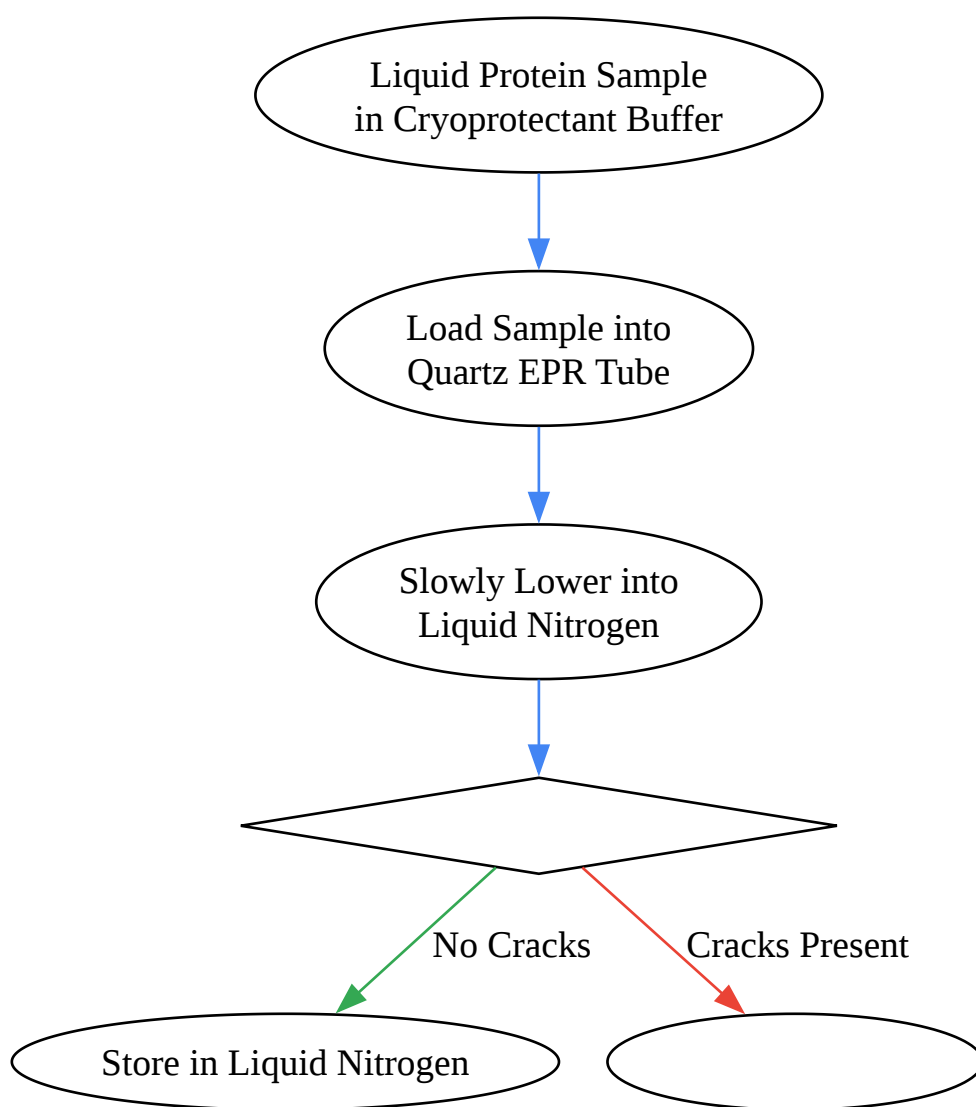 Liquid Protein Sample
in Cryoprotectant Buffer
Load Sample into
Quartz EPR Tube
Slowly Lower into
Liquid Nitrogen
No Cracks
Cracks Present
Store in Liquid Nitrogen